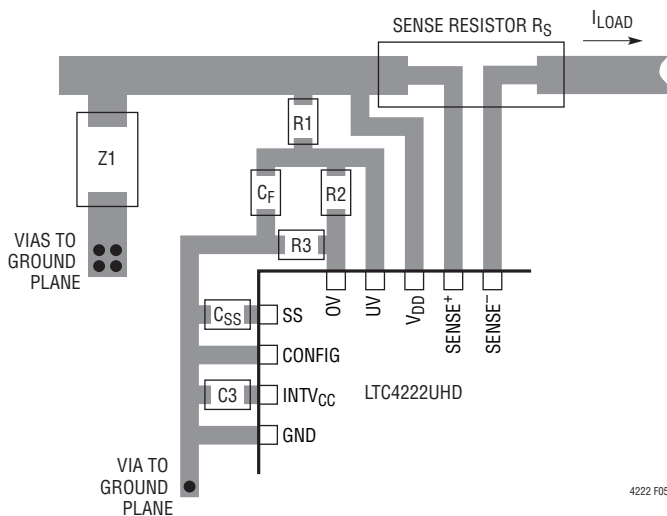 SENSE RESISTOR RS
ILOAD
R1
Z1
CF
R2
R3
VIAS TO
GROUND
PLANE
OV
UV
VDD
SENSE+
SENSE−
CSS
SS
CONFIG
C3
INTVCC
LTC4222UHD
GND
VIA TO
GROUND
PLANE
4222 F05